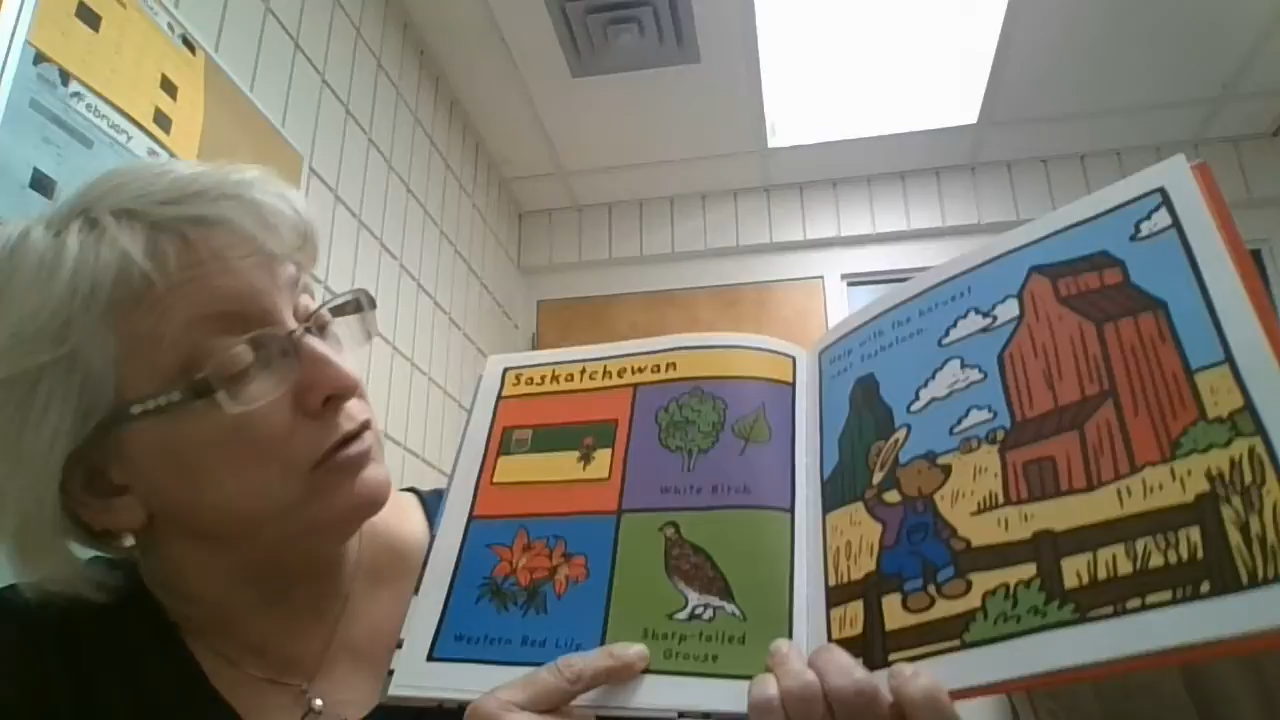 February
Saskatchewan
White Birch
Western Red Lily
Sharp-tailed
Grouse
Help with the harvest
near Saskatoon.